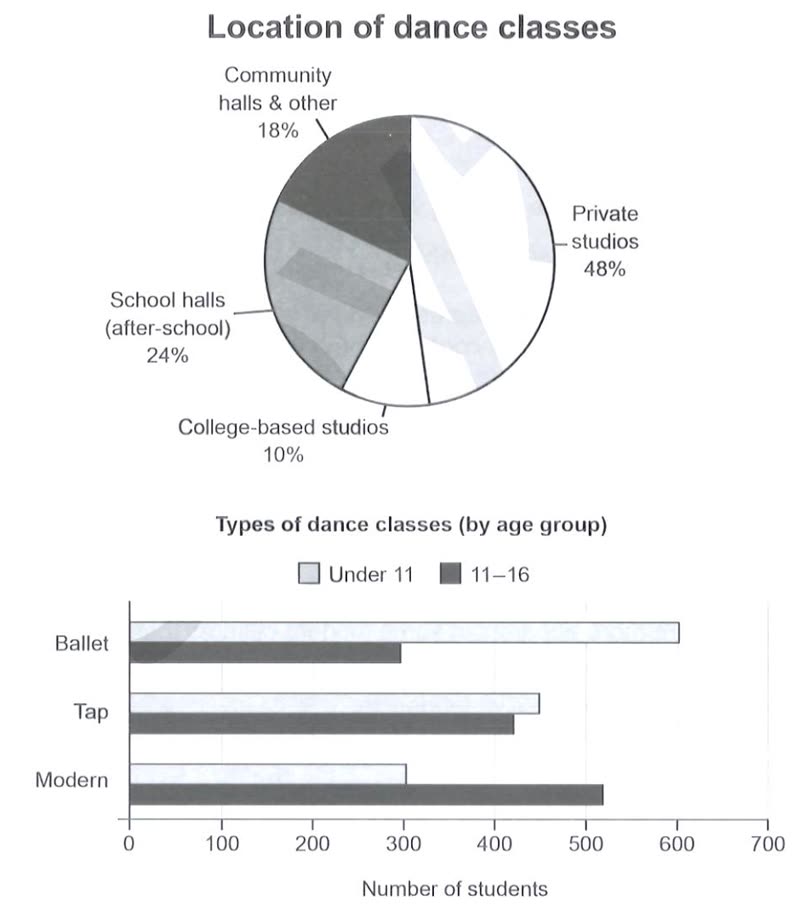 Location of dance classes
Community
halls & other
18%
Private
studios
48%
School halls
(after-school)
24%
College-based studios
10%
Types of dance classes (by age group)
Under 11
11–16
Ballet
Tap
Modern
0 100 200 300 400 500 600 700
Number of students